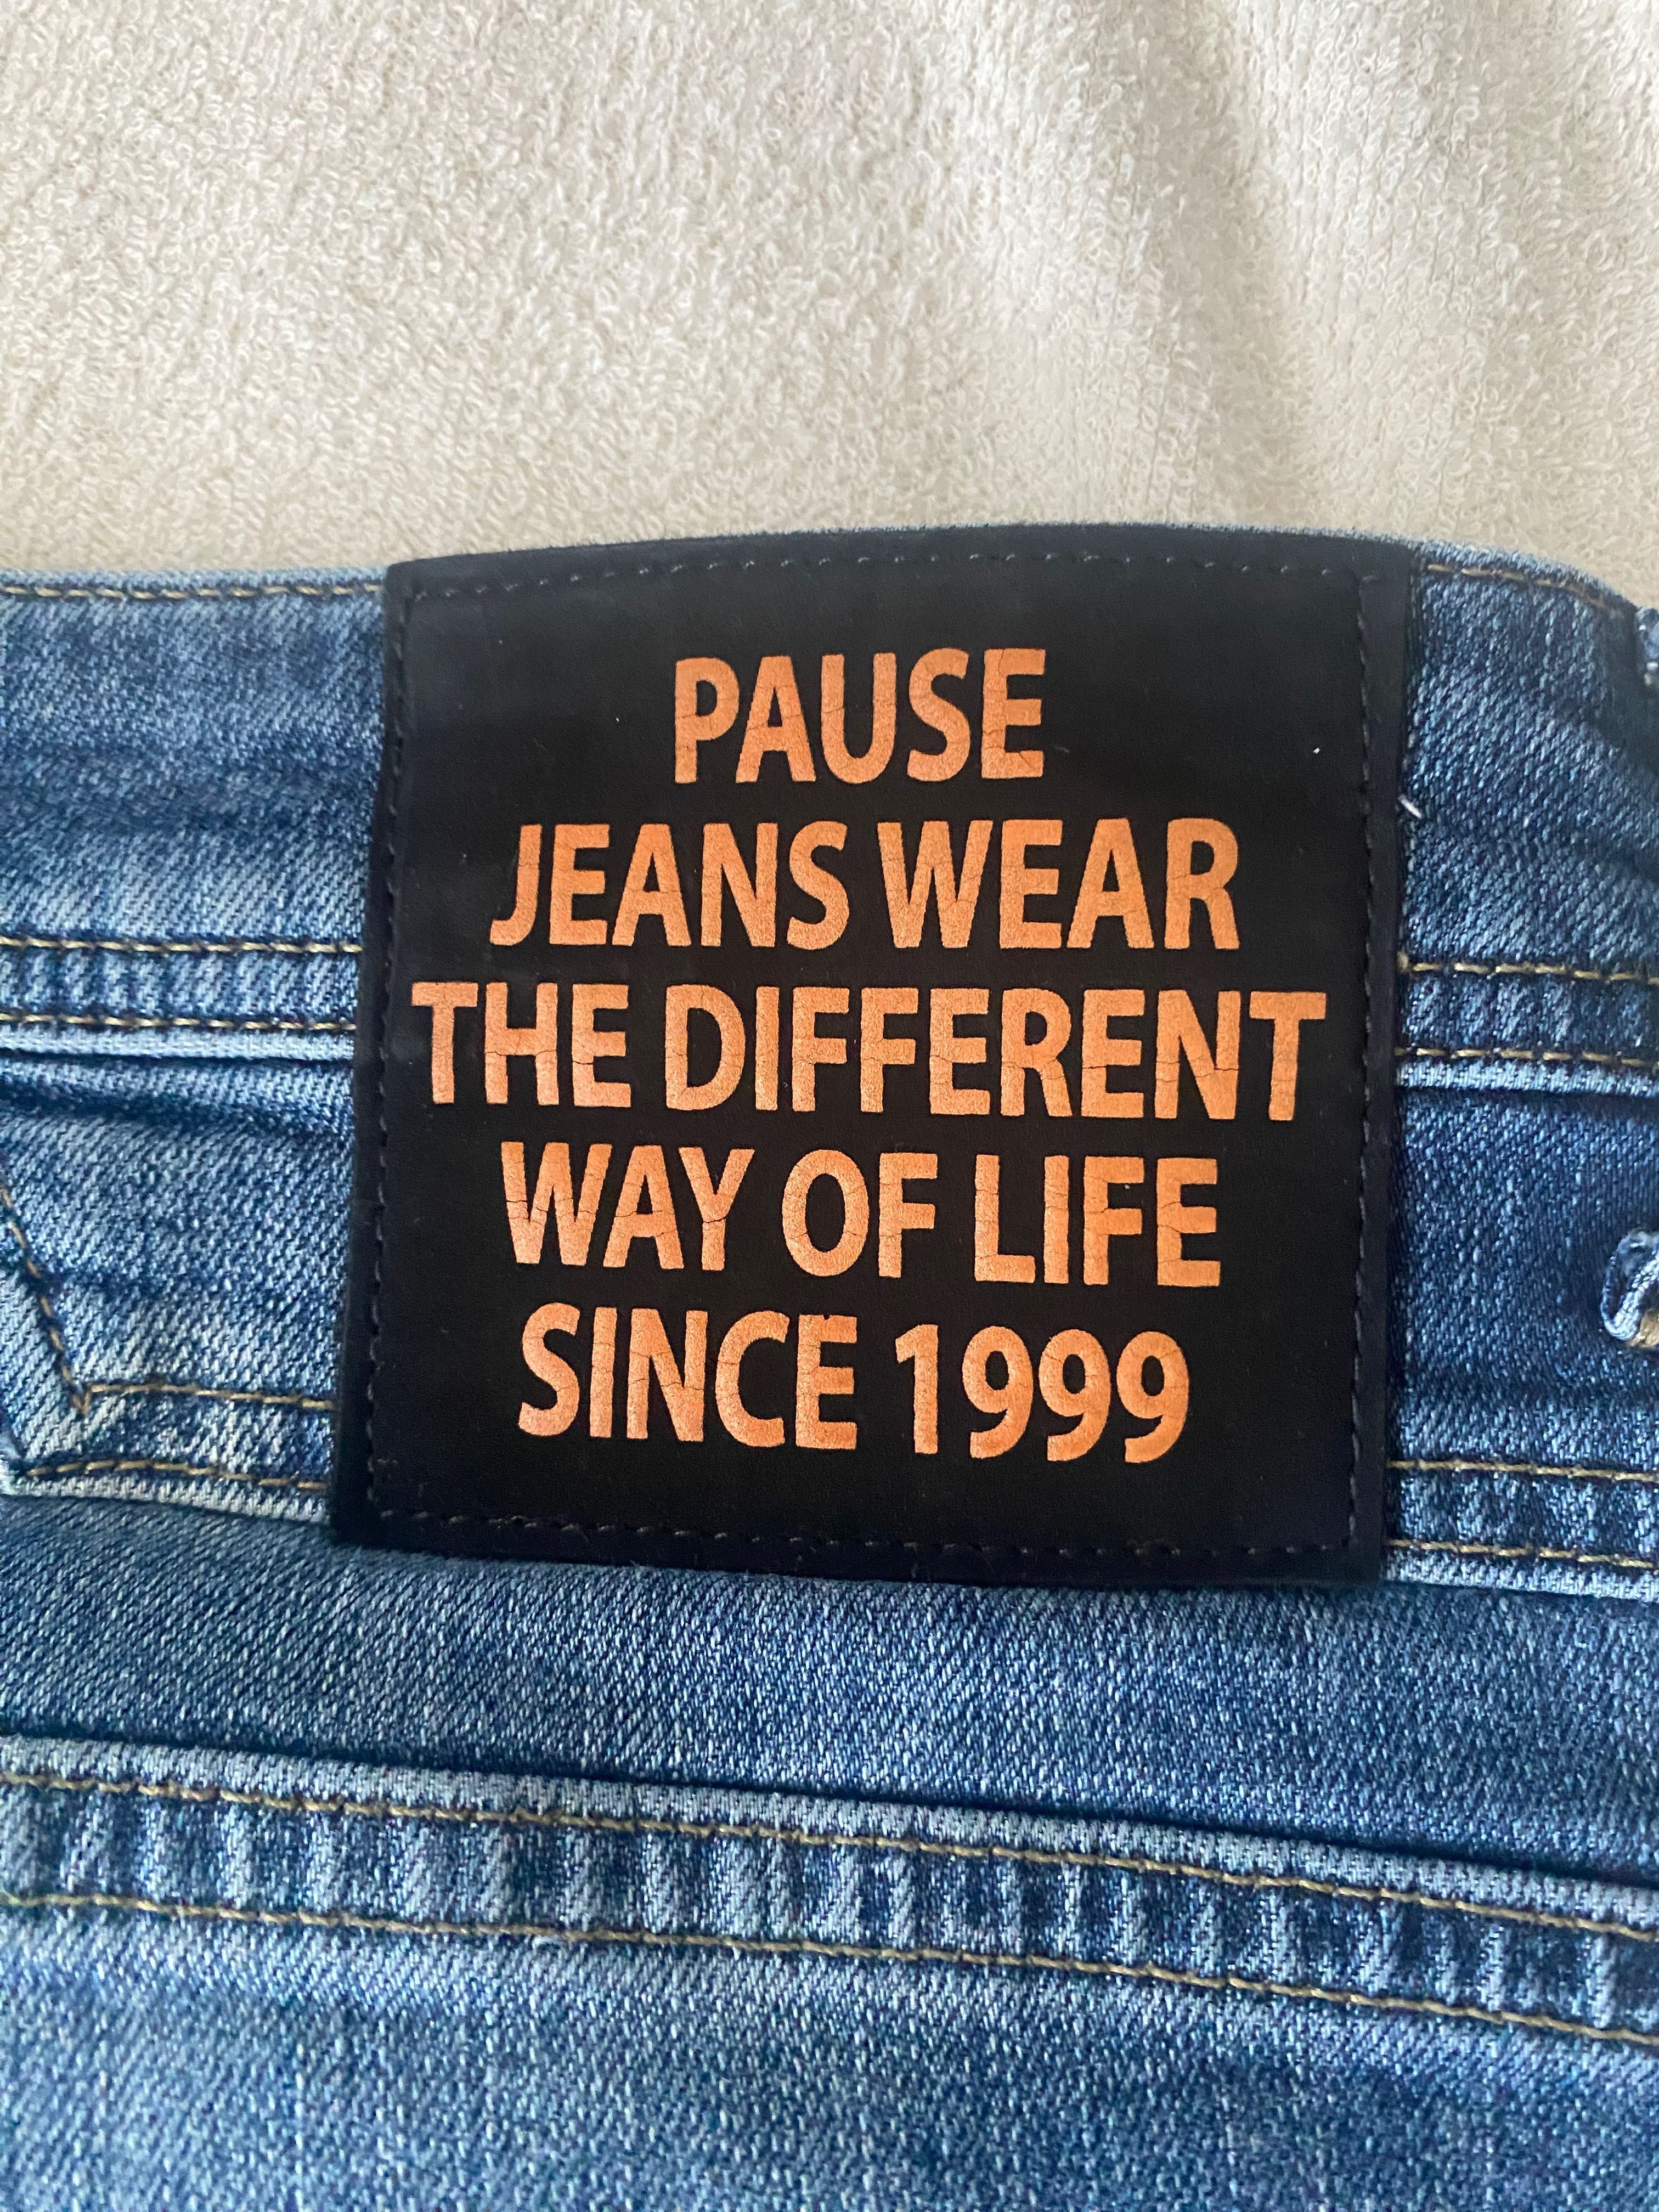 PAUSE
JEANS WEAR
THE DIFFERENT
WAY OF LIFE
SINCE 1999